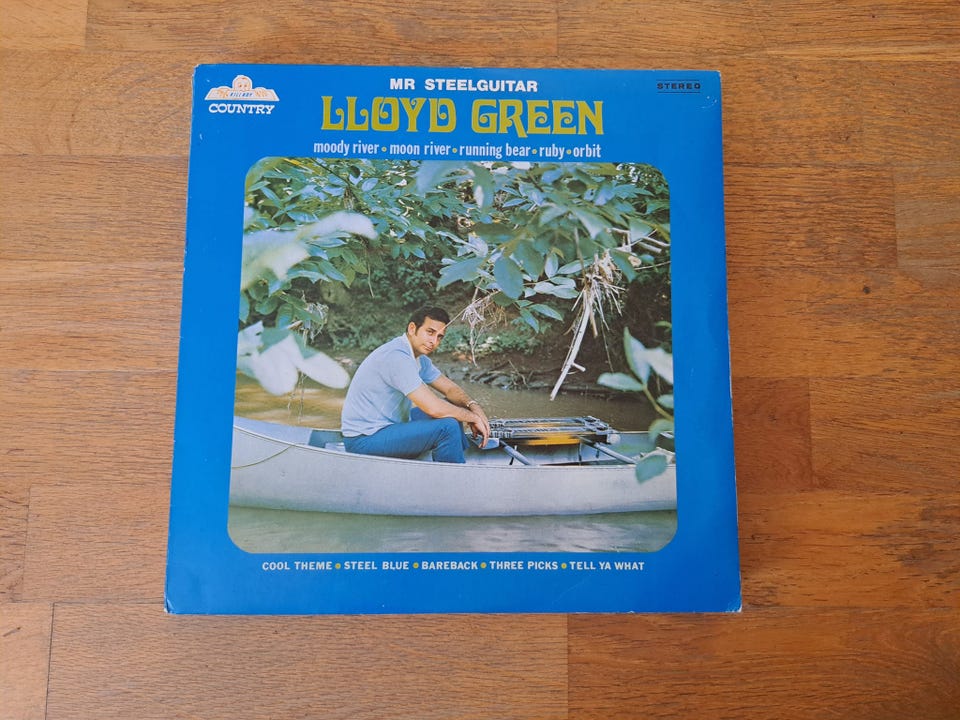 MR STEELGUITAR
STEREO
COUNTRY
LLOYD GREEN
moody river • moon river • running bear • ruby • orbit
COOL THEME • STEEL BLUE • BAREBACK • THREE PICKS • TELL YA WHAT